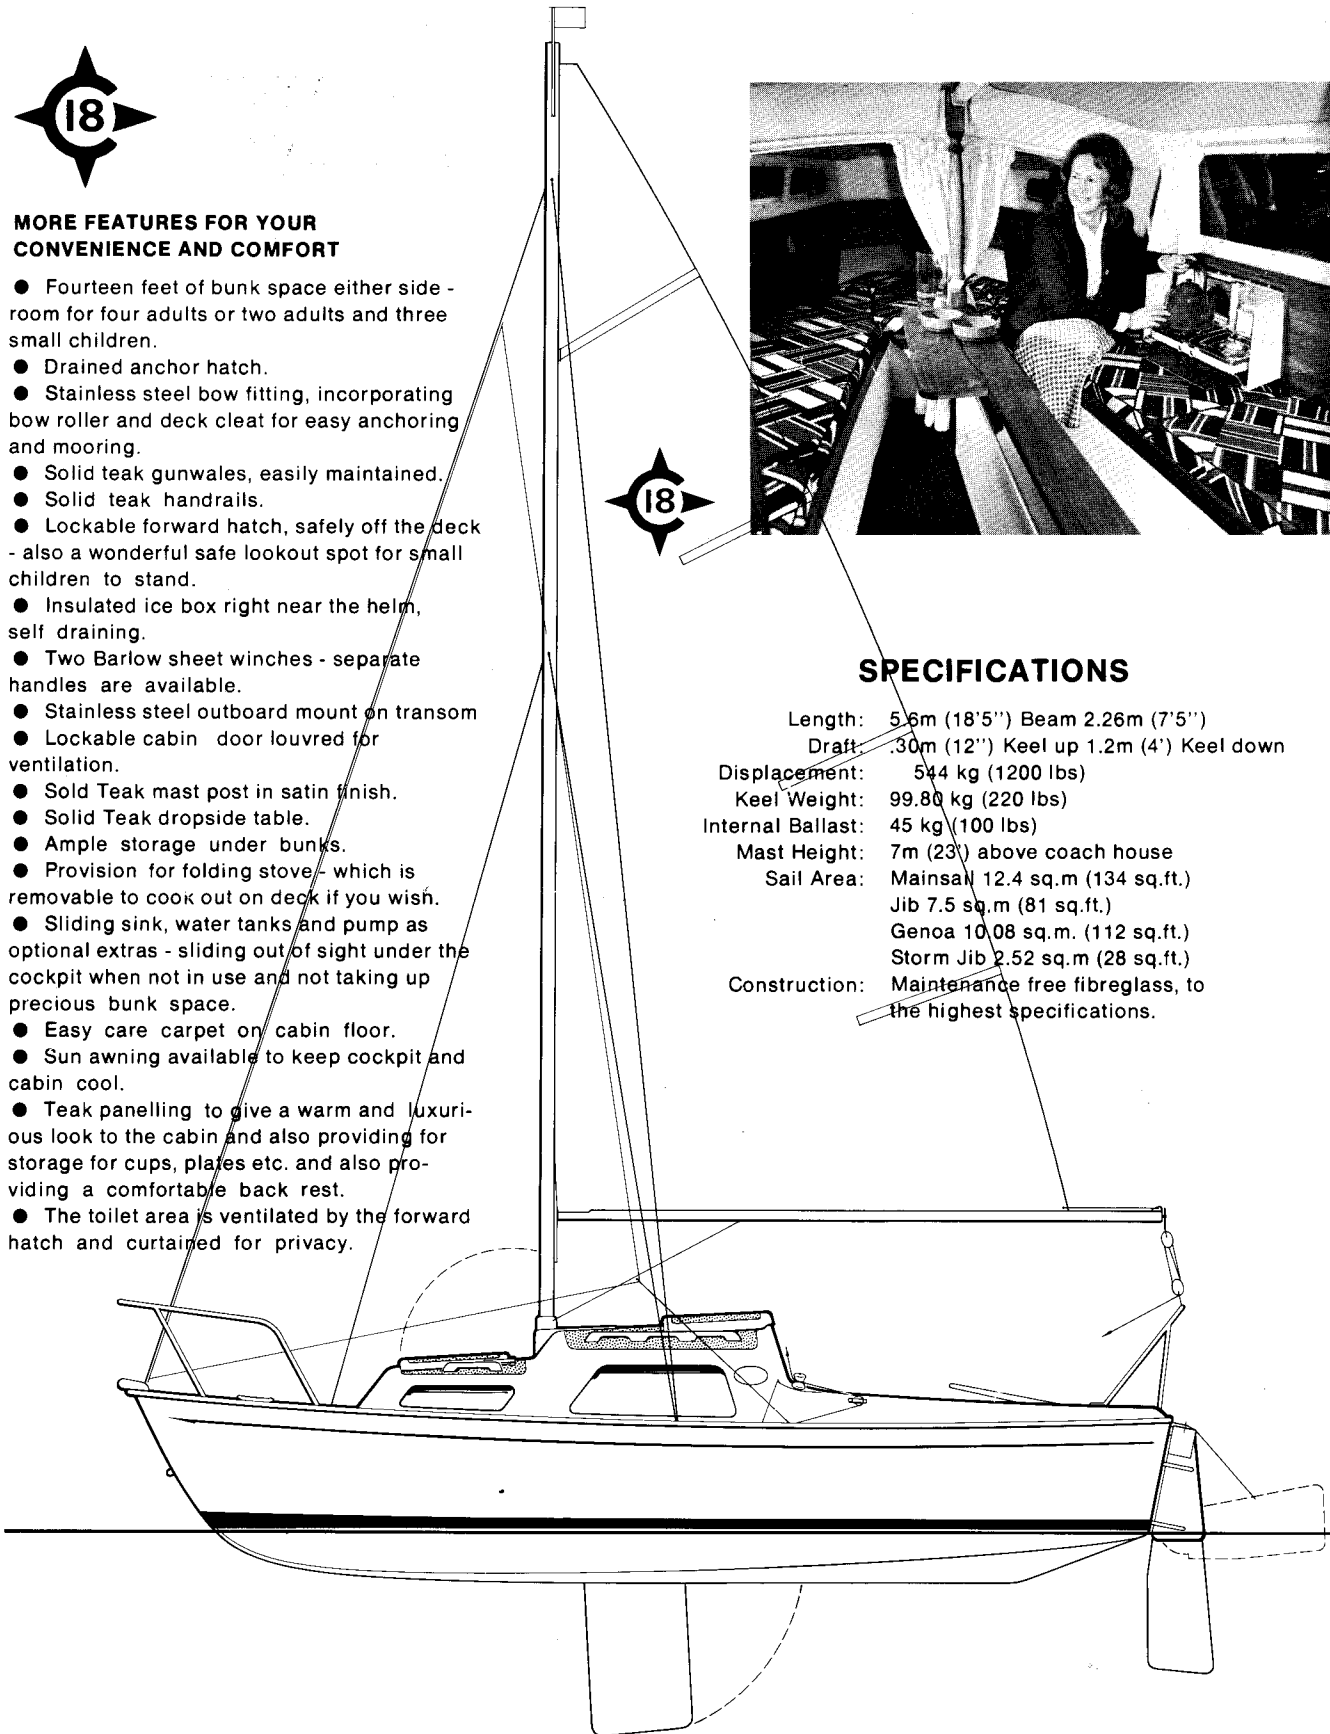 18
MORE FEATURES FOR YOUR
CONVENIENCE AND COMFORT
● Fourteen feet of bunk space either side -
room for four adults or two adults and three
small children.
● Drained anchor hatch.
● Stainless steel bow fitting, incorporating
bow roller and deck cleat for easy anchoring
and mooring.
● Solid teak gunwales, easily maintained.
● Solid teak handrails.
● Lockable forward hatch, safely off the deck
- also a wonderful safe lookout spot for small
children to stand.
● Insulated ice box right near the helm,
self draining.
● Two Barlow sheet winches - separate
handles are available.
● Stainless steel outboard mount on transom
● Lockable cabin door louvred for
ventilation.
● Sold Teak mast post in satin finish.
● Solid Teak dropside table.
● Ample storage under bunks.
● Provision for folding stove - which is
removable to cook out on deck if you wish.
● Sliding sink, water tanks and pump as
optional extras - sliding out of sight under the
cockpit when not in use and not taking up
precious bunk space.
● Easy care carpet on cabin floor.
● Sun awning available to keep cockpit and
cabin cool.
● Teak panelling to give a warm and luxuri-
ous look to the cabin and also providing for
storage for cups, plates etc. and also pro-
viding a comfortable back rest.
● The toilet area is ventilated by the forward
hatch and curtained for privacy.
18
SPECIFICATIONS
Length: 5.6m (18'5'') Beam 2.26m (7'5'')
Draft: .30m (12'') Keel up 1.2m (4') Keel down
Displacement: 544 kg (1200 lbs)
Keel Weight: 99.80 kg (220 lbs)
Internal Ballast: 45 kg (100 lbs)
Mast Height: 7m (23') above coach house
Sail Area: Mainsail 12.4 sq.m (134 sq.ft.)
Jib 7.5 sq.m (81 sq.ft.)
Genoa 10.08 sq.m. (112 sq.ft.)
Storm Jib 2.52 sq.m (28 sq.ft.)
Construction: Maintenance free fibreglass, to
the highest specifications.